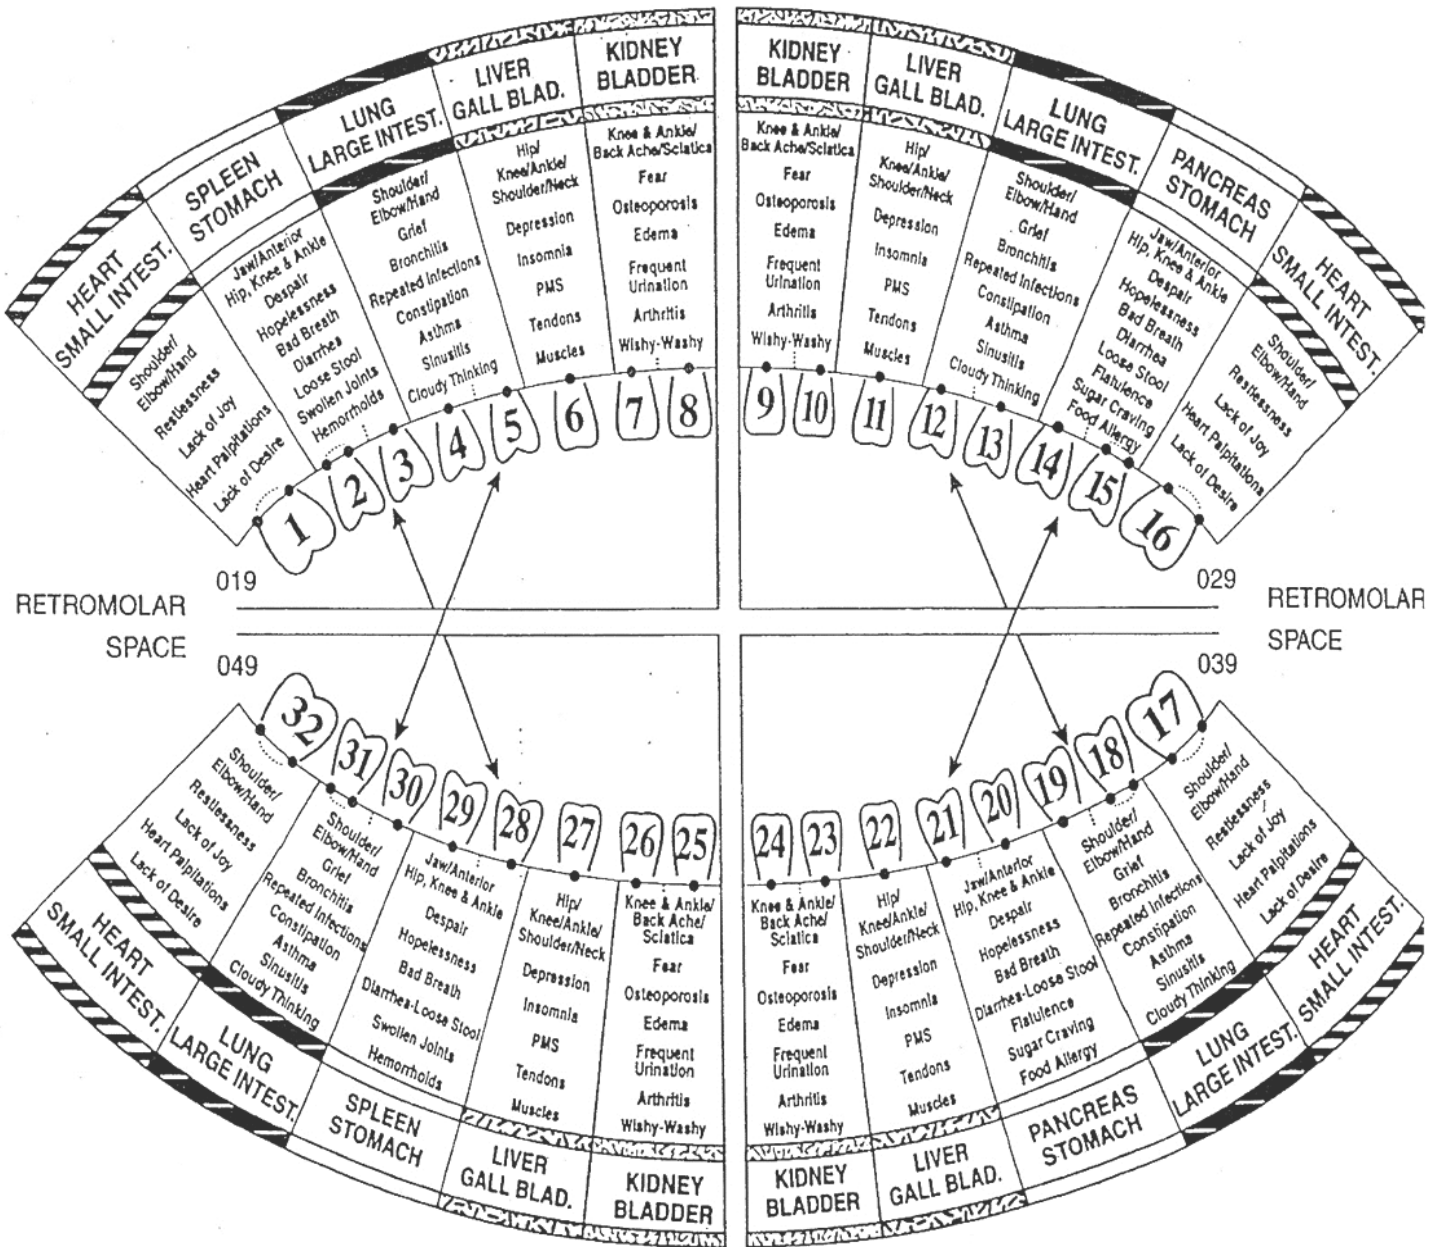 HEART
SMALL INTEST.
SPLEEN
STOMACH
LUNG
LARGE INTEST.
LIVER
GALL BLAD.
KIDNEY
BLADDER
KIDNEY
BLADDER
LIVER
GALL BLAD.
LUNG
LARGE INTEST.
PANCREAS
STOMACH
HEART
SMALL INTEST.
Shoulder/
Elbow/Hand
Restlessness
Lack of Joy
Heart Palpitations
Lack of Desire
Jaw/Anterior
Hip, Knee & Ankle
Despair
Hopelessness
Bad Breath
Diarrhea
Loose Stool
Swollen Joints
Hemorrholds
Shoulder/
Elbow/Hand
Grief
Bronchitis
Repeated Infections
Constipation
Asthma
Sinusitis
Cloudy Thinking
Hip/
Knee/Ankle/
Shoulder/Neck
Depression
Insomnia
PMS
Tendons
Muscles
Knee & Ankle/
Back Ache/Sciatica
Fear
Osteoporosis
Edema
Frequent
Urination
Arthritis
Wishy-Washy
Knee & Ankle/
Back Ache/Sciatica
Fear
Osteoporosis
Edema
Frequent
Urination
Arthritis
Wishy-Washy
Hip/
Knee/Ankle/
Shoulder/Neck
Depression
Insomnia
PMS
Tendons
Muscles
Shoulder/
Elbow/Hand
Grief
Bronchitis
Repeated Infections
Constipation
Asthma
Sinusitis
Cloudy Thinking
Jaw/Anterior
Hip, Knee & Ankle
Despair
Hopelessness
Bad Breath
Diarrhea
Loose Stool
Flatulence
Sugar Craving
Food Allergy
Shoulder/
Elbow/Hand
Restlessness
Lack of Joy
Heart Palpitations
Lack of Desire
1 2 3 4 5 6 7 8 9 10 11 12 13 14 15 16
019
029
RETROMOLAR
SPACE
RETROMOLAR
SPACE
049
039
32 31 30 29 28 27 26 25 24 23 22 21 20 19 18 17
Shoulder/
Elbow/Hand
Restlessness
Lack of Joy
Heart Palpitations
Lack of Desire
Shoulder/
Elbow/Hand
Grief
Bronchitis
Repeated Infections
Constipation
Asthma
Sinusitis
Cloudy Thinking
Jaw/Anterior
Hip, Knee & Ankle
Despair
Hopelessness
Bad Breath
Diarrhea-Loose Stool
Swollen Joints
Hemorrhoids
Hip/
Knee/Ankle/
Shoulder/Neck
Depression
Insomnia
PMS
Tendons
Muscles
Knee & Ankle/
Back Ache/
Sciatica
Fear
Osteoporosis
Edema
Frequent
Urination
Arthritis
Wishy-Washy
Knee & Ankle/
Back Ache/
Sciatica
Fear
Osteoporosis
Edema
Frequent
Urination
Arthritis
Wishy-Washy
Hip/
Knee/Ankle/
Shoulder/Neck
Depression
Insomnia
PMS
Tendons
Muscles
Jaw/Anterior
Hip, Knee & Ankle
Despair
Hopelessness
Bad Breath
Diarrhea-Loose Stool
Flatulence
Sugar Craving
Food Allergy
Shoulder/
Elbow/Hand
Grief
Bronchitis
Repeated Infections
Constipation
Asthma
Sinusitis
Cloudy Thinking
Shoulder/
Elbow/Hand
Restlessness
Lack of Joy
Heart Palpitations
Lack of Desire
HEART
SMALL INTEST.
LUNG
LARGE INTEST.
SPLEEN
STOMACH
LIVER
GALL BLAD.
KIDNEY
BLADDER
KIDNEY
BLADDER
LIVER
GALL BLAD.
PANCREAS
STOMACH
LUNG
LARGE INTEST.
HEART
SMALL INTEST.